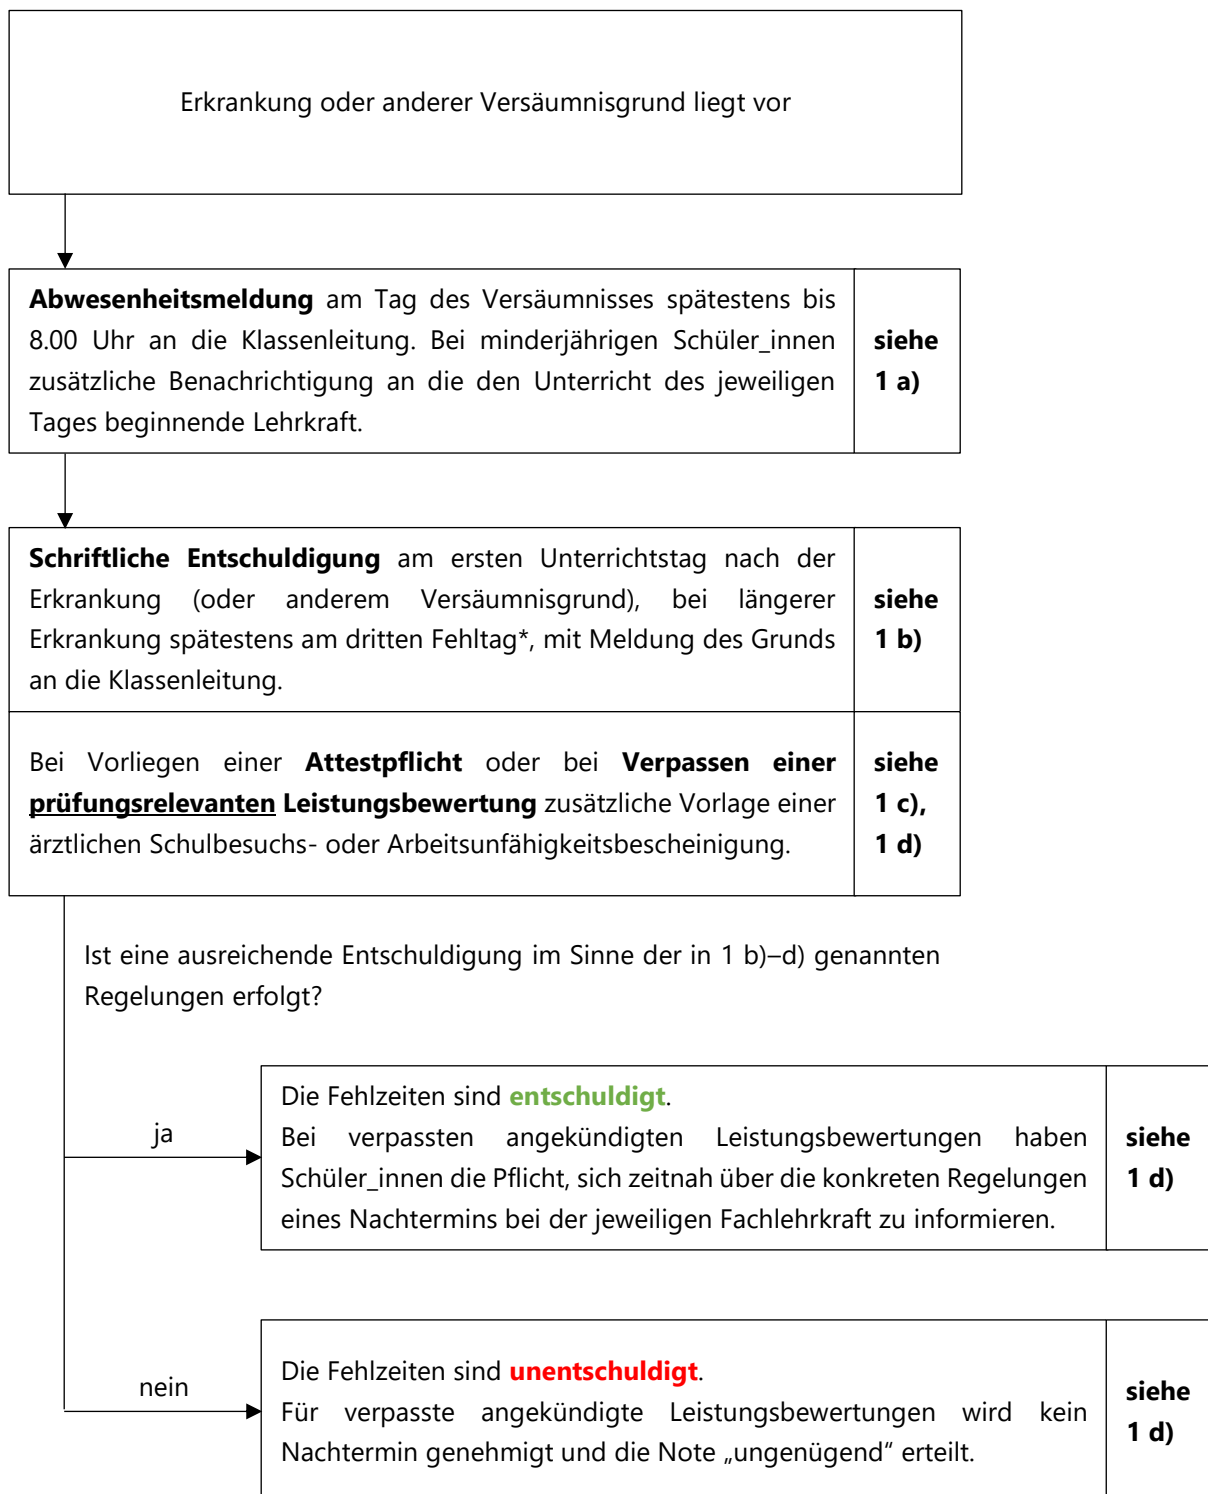 Erkrankung oder anderer Versäumnisgrund liegt vor
Abwesenheitsmeldung am Tag des Versäumnisses spätestens bis
8.00 Uhr an die Klassenleitung. Bei minderjährigen Schüler_innen
zusätzliche Benachrichtigung an die den Unterricht des jeweiligen
Tages beginnende Lehrkraft.
siehe
1 a)
Schriftliche Entschuldigung am ersten Unterrichtstag nach der
Erkrankung (oder anderem Versäumnisgrund), bei längerer
Erkrankung spätestens am dritten Fehltag*, mit Meldung des Grunds
an die Klassenleitung.
siehe
1 b)
Bei Vorliegen einer Attestpflicht oder bei Verpassen einer
prüfungsrelevanten Leistungsbewertung zusätzliche Vorlage einer
ärztlichen Schulbesuchs- oder Arbeitsunfähigkeitsbescheinigung.
siehe
1 c),
1 d)
Ist eine ausreichende Entschuldigung im Sinne der in 1 b)–d) genannten
Regelungen erfolgt?
ja
Die Fehlzeiten sind entschuldigt.
Bei verpassten angekündigten Leistungsbewertungen haben
Schüler_innen die Pflicht, sich zeitnah über die konkreten Regelungen
eines Nachtermins bei der jeweiligen Fachlehrkraft zu informieren.
siehe
1 d)
nein
Die Fehlzeiten sind unentschuldigt.
Für verpasste angekündigte Leistungsbewertungen wird kein
Nachtermin genehmigt und die Note „ungenügend“ erteilt.
siehe
1 d)